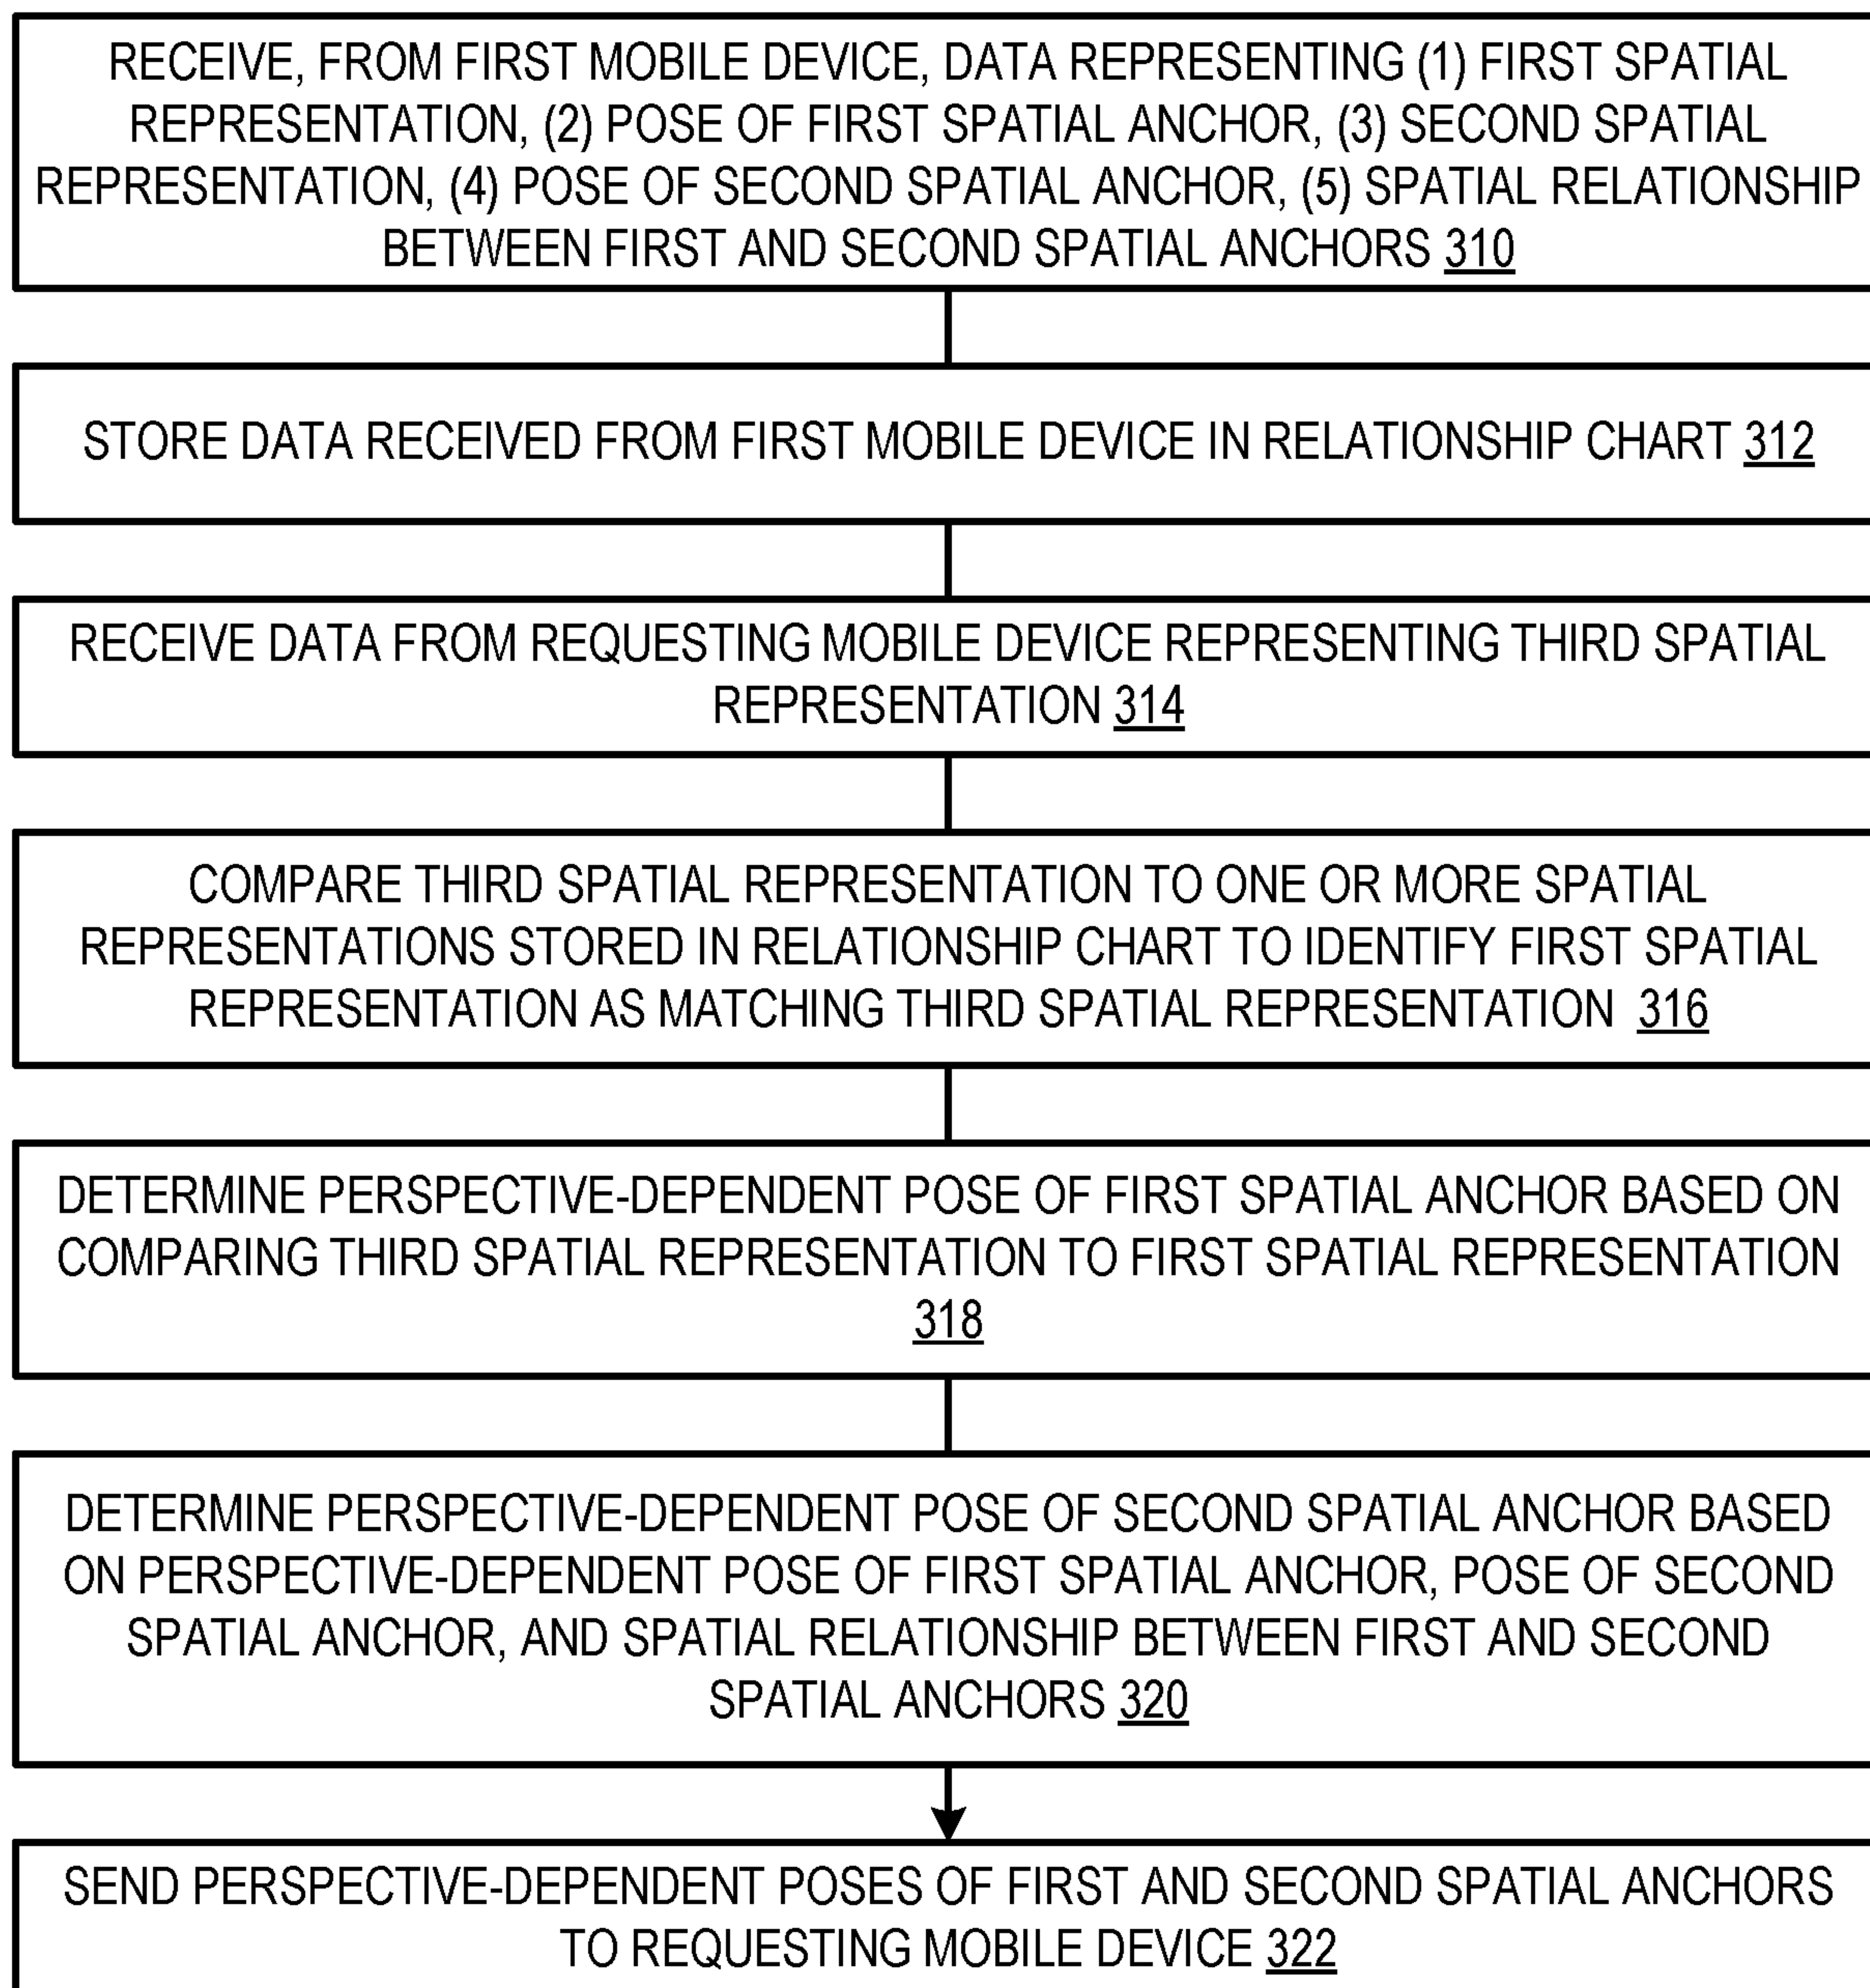 RECEIVE, FROM FIRST MOBILE DEVICE, DATA REPRESENTING (1) FIRST SPATIAL
REPRESENTATION, (2) POSE OF FIRST SPATIAL ANCHOR, (3) SECOND SPATIAL
REPRESENTATION, (4) POSE OF SECOND SPATIAL ANCHOR, (5) SPATIAL RELATIONSHIP
BETWEEN FIRST AND SECOND SPATIAL ANCHORS 310
STORE DATA RECEIVED FROM FIRST MOBILE DEVICE IN RELATIONSHIP CHART 312
RECEIVE DATA FROM REQUESTING MOBILE DEVICE REPRESENTING THIRD SPATIAL
REPRESENTATION 314
COMPARE THIRD SPATIAL REPRESENTATION TO ONE OR MORE SPATIAL
REPRESENTATIONS STORED IN RELATIONSHIP CHART TO IDENTIFY FIRST SPATIAL
REPRESENTATION AS MATCHING THIRD SPATIAL REPRESENTATION 316
DETERMINE PERSPECTIVE-DEPENDENT POSE OF FIRST SPATIAL ANCHOR BASED ON
COMPARING THIRD SPATIAL REPRESENTATION TO FIRST SPATIAL REPRESENTATION
318
DETERMINE PERSPECTIVE-DEPENDENT POSE OF SECOND SPATIAL ANCHOR BASED
ON PERSPECTIVE-DEPENDENT POSE OF FIRST SPATIAL ANCHOR, POSE OF SECOND
SPATIAL ANCHOR, AND SPATIAL RELATIONSHIP BETWEEN FIRST AND SECOND
SPATIAL ANCHORS 320
SEND PERSPECTIVE-DEPENDENT POSES OF FIRST AND SECOND SPATIAL ANCHORS
TO REQUESTING MOBILE DEVICE 322